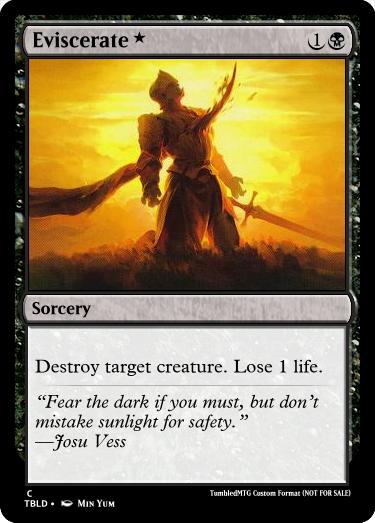 Eviscerate ★ 1
Sorcery
Destroy target creature. Lose 1 life.
“Fear the dark if you must, but don’t
mistake sunlight for safety.”
—Josu Vess
C
TBLD • Min Yum
TumbledMTG Custom Format (NOT FOR SALE)